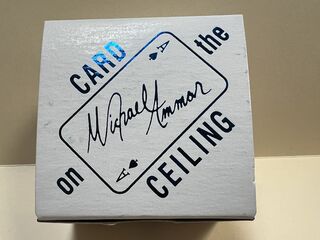 CARD
on
the
CEILING
A
Michael
Ammar
A